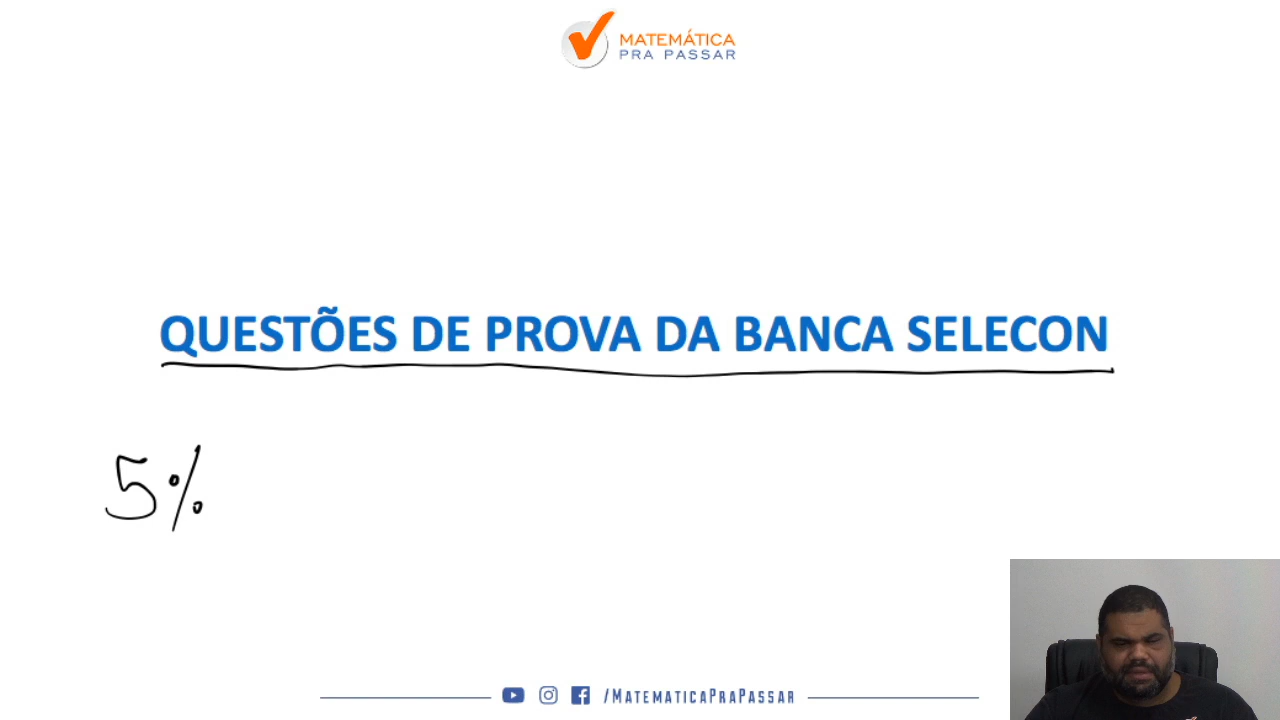 MATEMÁTICA
PRA PASSAR
QUESTÕES DE PROVA DA BANCA SELECON
5%
/MATEMATICAPRAPASSAR